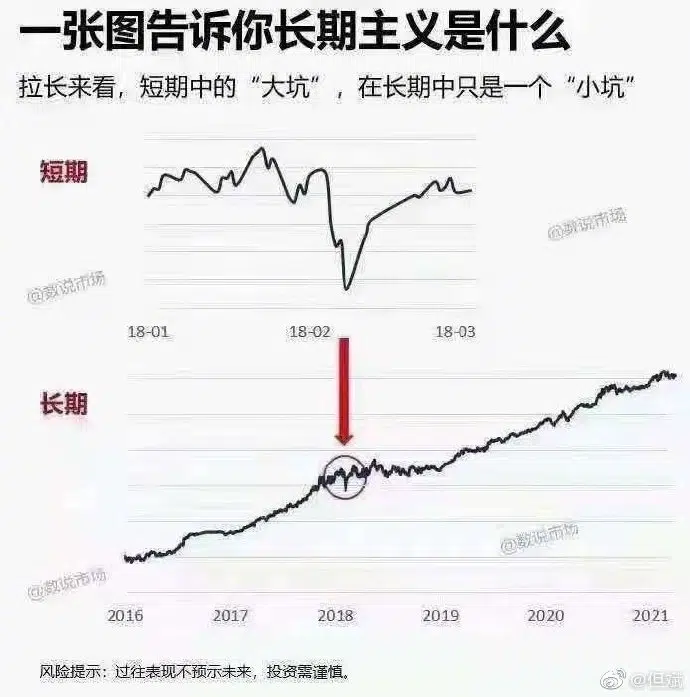 一张图告诉你长期主义是什么
拉长来看，短期中的“大坑”，在长期中只是一个“小坑”
短期
@数说市场
@数说市场
18-01 18-02 18-03
长期
@数说市场
@数说市场
2016 2017 2018 2019 2020 2021
风险提示：过往表现不预示未来，投资需谨慎。